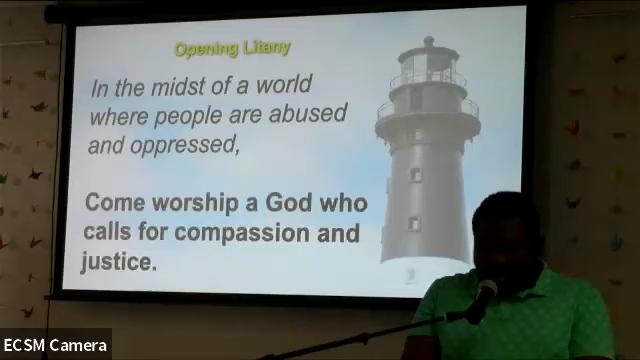 Opening Litany
In the midst of a world
where people are abused
and oppressed,
Come worship a God who
calls for compassion and
justice.
ECSM Camera